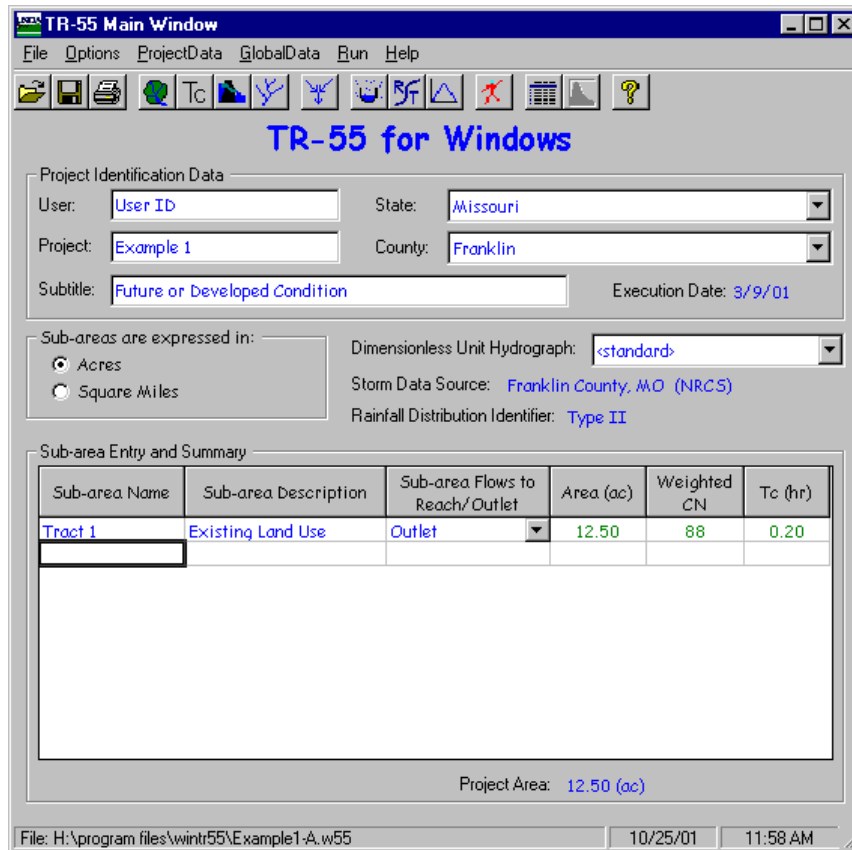 USDA TR-55 Main Window
File Options ProjectData GlobalData Run Help
Tc
TR-55 for Windows
Project Identification Data
User: User ID State: Missouri
Project: Example 1 County: Franklin
Subtitle: Future or Developed Condition Execution Date: 3/9/01
Sub-areas are expressed in:
Acres
Square Miles
Dimensionless Unit Hydrograph: <standard>
Storm Data Source: Franklin County, MO (NRCS)
Rainfall Distribution Identifier: Type II
Sub-area Entry and Summary
Sub-area Name Sub-area Description Sub-area Flows to Reach/Outlet Area (ac) Weighted CN Tc (hr)
Tract 1 Existing Land Use Outlet 12.50 88 0.20
Project Area: 12.50 (ac)
File: H:\program files\wintr55\Example1-A.w55 10/25/01 11:58 AM